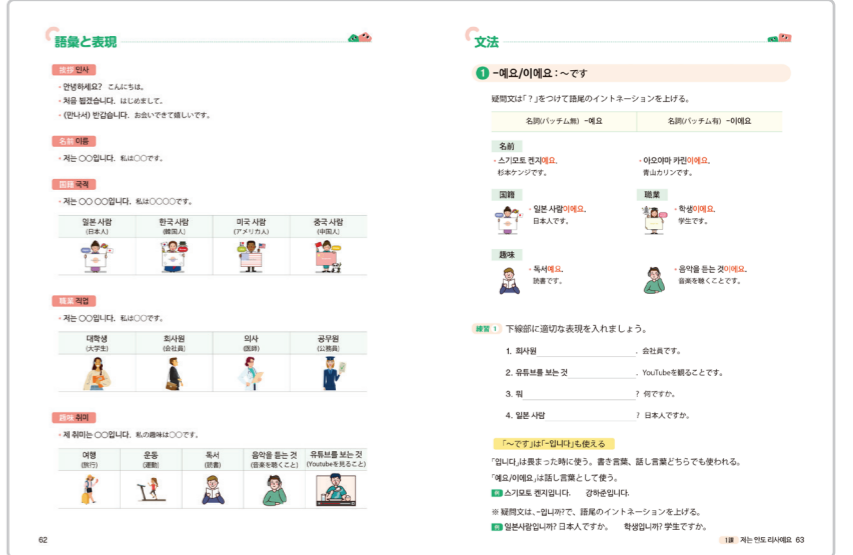 語彙と表現
挨拶 인사
· 안녕하세요? こんにちは。
· 처음 뵙겠습니다. はじめまして。
· (만나서) 반갑습니다. お会いできて嬉しいです。
名前 이름
· 저는 ○○입니다. 私は○○です。
国籍 국적
· 저는 ○○ ○○입니다. 私は○○○○です。
일본 사람 한국 사람 미국 사람 중국 사람
(日本人) (韓国人) (アメリカ人) (中国人)
職業 직업
· 저는 ○○입니다. 私は○○です。
대학생 회사원 의사 공무원
(大学生) (会社員) (医師) (公務員)
趣味 취미
· 제 취미는 ○○입니다. 私の趣味は○○です。
여행 운동 독서 음악을 듣는 것 유튜브를 보는 것
(旅行) (運動) (読書) (音楽を聴くこと) (Youtubeを見ること)
62
文法
1 -예요/이에요 : ~です
疑問文は「？」をつけて語尾のイントネーションを上げる。
名詞(パッチム無) -예요 名詞(パッチム有) -이에요
名前
· 스기모토 켄지예요. · 아오야마 카린이에요.
杉本ケンジです。 青山カリンです。
国籍 職業
· 일본 사람이에요. · 학생이에요.
日本人です。 学生です。
趣味
· 독서예요. · 음악을 듣는 것이에요.
読書です。 音楽を聴くことです。
練習 1 下線部に適切な表現を入れましょう。
1. 회사원 . 会社員です。
2. 유튜브를 보는 것 . YouTubeを観ることです。
3. 뭐 ? 何ですか。
4. 일본 사람 ? 日本人ですか。
「~です」は「-입니다」も使える
「입니다」は畏まった時に使う。書き言葉、話し言葉どちらでも使われる。
「예요/이에요」は話し言葉として使う。
例 스기모토 켄지입니다. 강하준입니다.
※ 疑問文は、-입니까?で、語尾のイントネーションを上げる。
例 일본사람입니까? 日本人ですか。 학생입니까? 学生ですか。
1課 저는 안도 리사예요 63